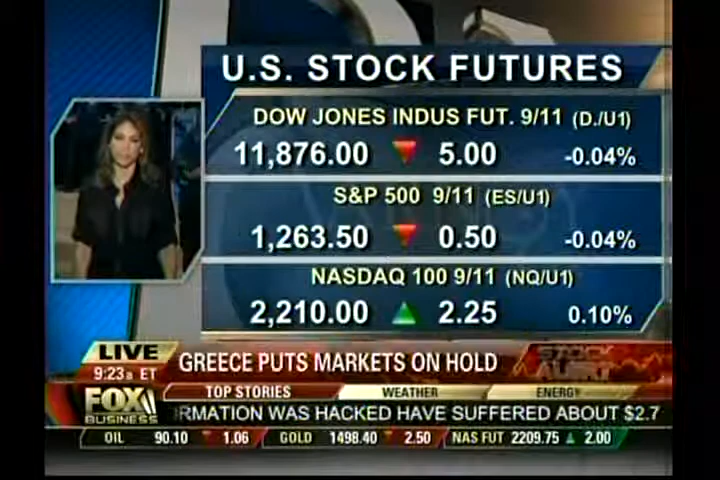 U.S. STOCK FUTURES
DOW JONES INDUS FUT. 9/11 (D./U1)
11,876.00 5.00 -0.04%
S&P 500 9/11 (ES/U1)
1,263.50 0.50 -0.04%
NASDAQ 100 9/11 (NQ/U1)
2,210.00 2.25 0.10%
LIVE
9:23a ET
GREECE PUTS MARKETS ON HOLD
STOCK
ALERT
TOP STORIES WEATHER ENERGY
FOX
BUSINESS
RMATION WAS HACKED HAVE SUFFERED ABOUT $2.7
OIL 90.10 1.06 GOLD 1498.40 2.50 NAS FUT 2209.75 2.00